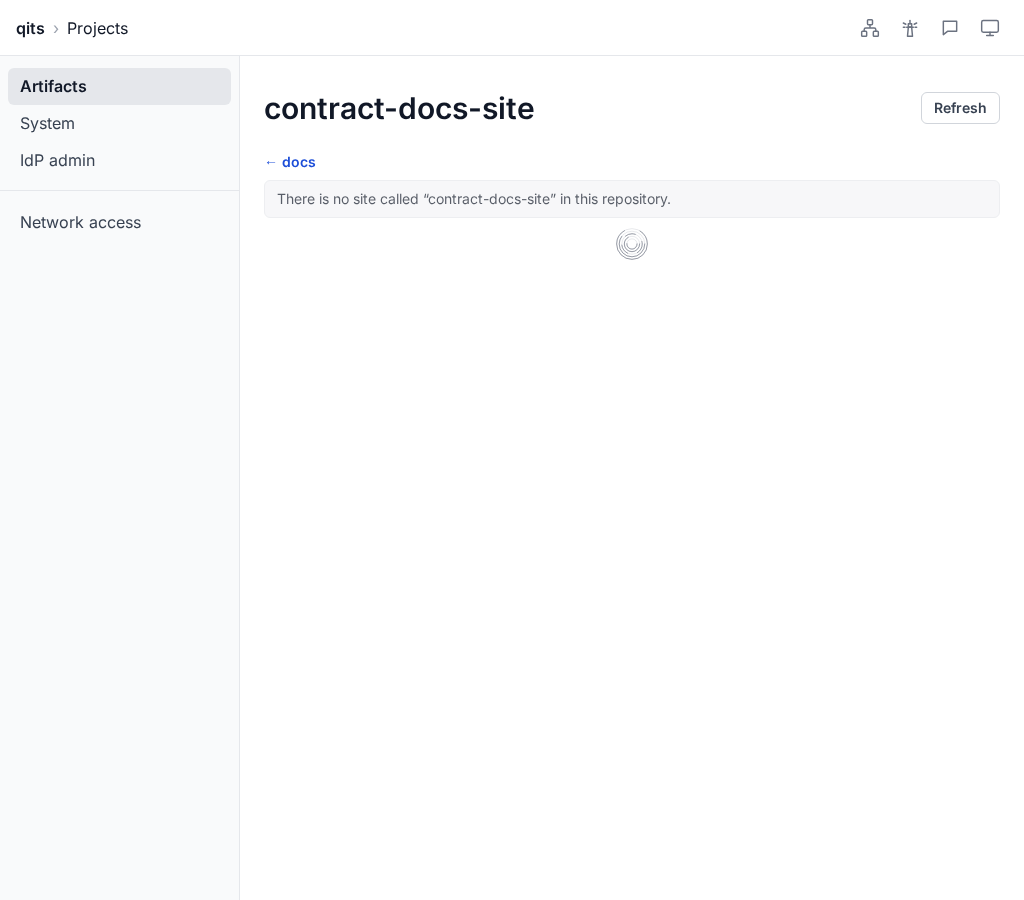 qits › Projects
Artifacts
System
IdP admin
Network access
contract-docs-site
Refresh
← docs
There is no site called “contract-docs-site” in this repository.